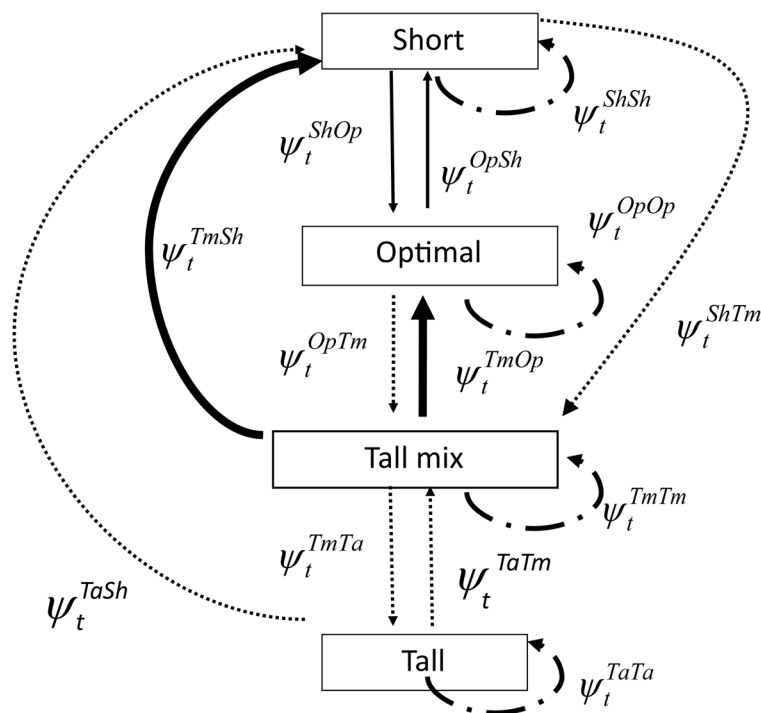 Short
ψ_t^{ShSh}
ψ_t^{ShOp}
ψ_t^{OpSh}
ψ_t^{OpOp}
ψ_t^{TmSh}
Optimal
ψ_t^{ShTm}
ψ_t^{OpTm}
ψ_t^{TmOp}
Tall mix
ψ_t^{TmTm}
ψ_t^{TmTa}
ψ_t^{TaTm}
ψ_t^{TaSh}
Tall
ψ_t^{TaTa}